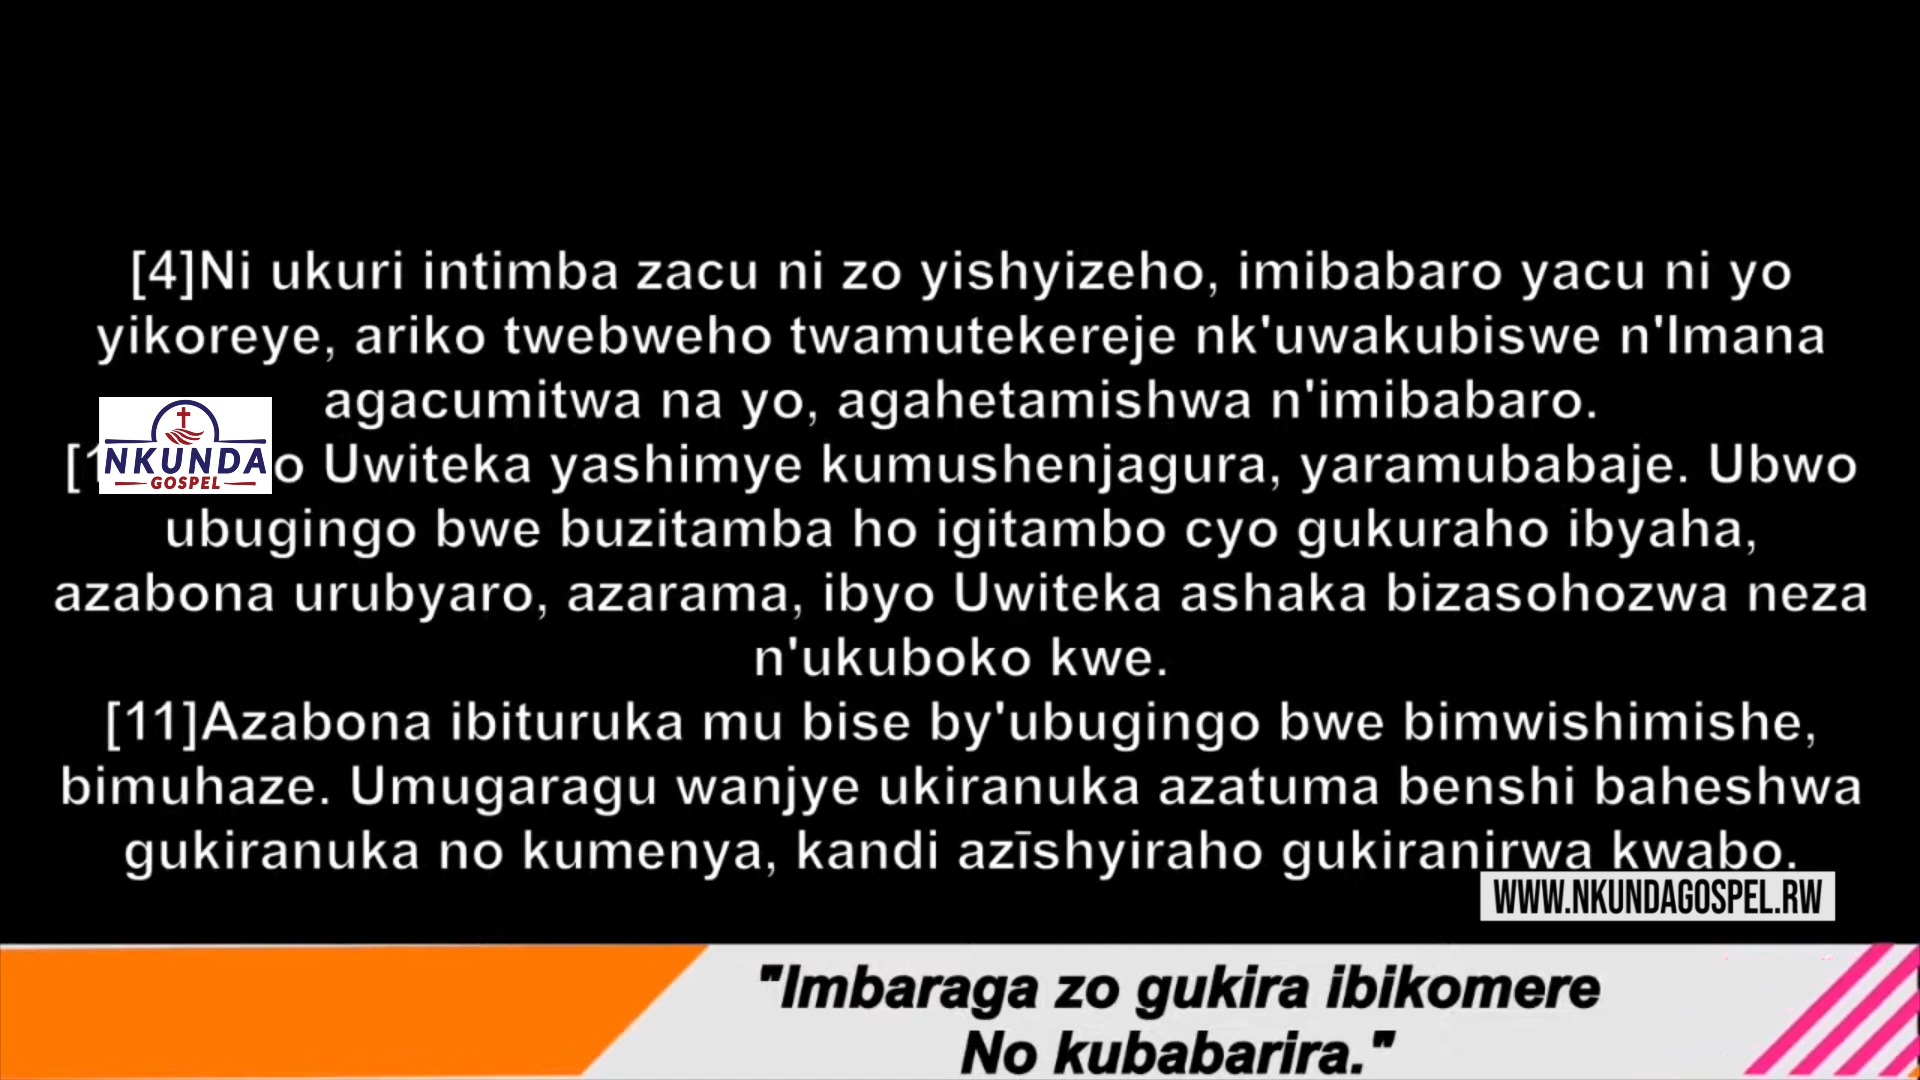 [4]Ni ukuri intimba zacu ni zo yishyizeho, imibabaro yacu ni yo
yikoreye, ariko twebweho twamutekereje nk'uwakubiswe n'Imana
agacumitwa na yo, agahetamishwa n'imibabaro.
NKUNDA
GOSPEL
Uwiteka yashimye kumushenjagura, yaramubabaje. Ubwo
ubugingo bwe buzitamba ho igitambo cyo gukuraho ibyaha,
azabona urubyaro, azarama, ibyo Uwiteka ashaka bizasohozwa neza
n'ukuboko kwe.
[11]Azabona ibituruka mu bise by'ubugingo bwe bimwishimishe,
bimuhaze. Umugaragu wanjye ukiranuka azatuma benshi baheshwa
gukiranuka no kumenya, kandi azīshyiraho gukiranirwa kwabo.
WWW.NKUNDAGOSPEL.RW
"Imbaraga zo gukira ibikomere
No kubabarira."